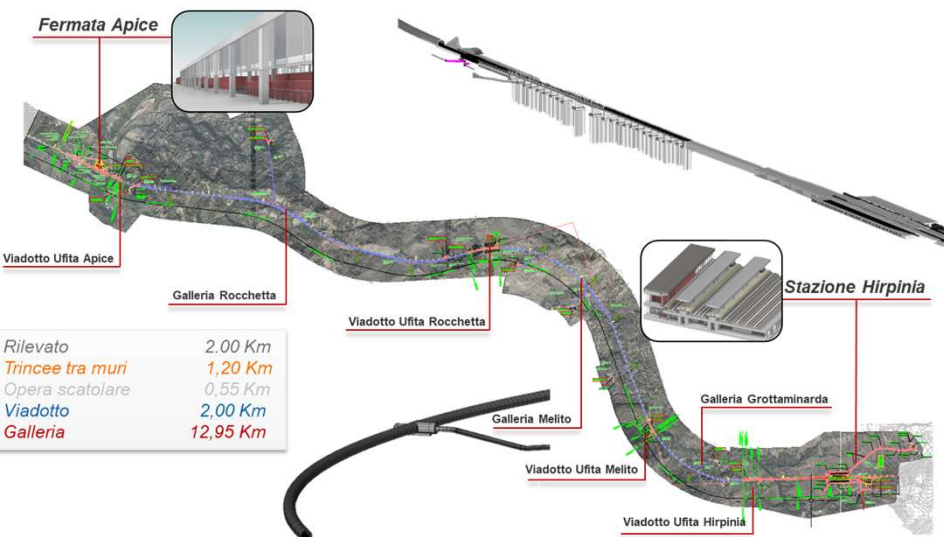 Fermata Apice
Viadotto Ufita Apice
Galleria Rocchetta
Viadotto Ufita Rocchetta
Stazione Hirpinia
Rilevato 2.00 Km
Trincee tra muri 1,20 Km
Opera scatolare 0,55 Km
Viadotto 2,00 Km
Galleria 12,95 Km
Galleria Grottaminarda
Galleria Melito
Viadotto Ufita Melito
Viadotto Ufita Hirpinia